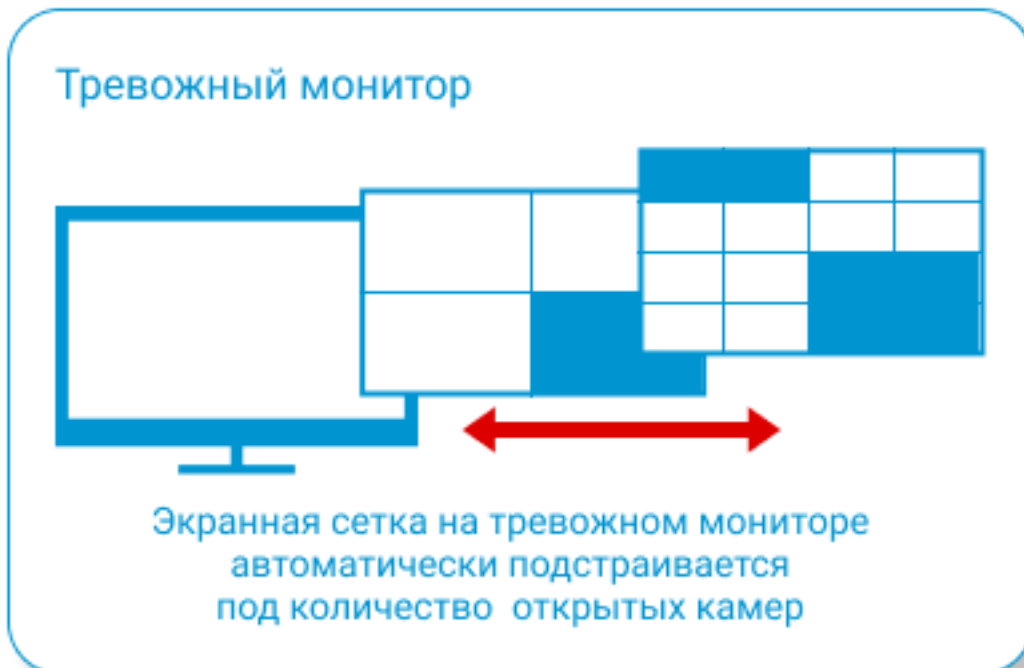 Тревожный монитор
Экранная сетка на тревожном мониторе
автоматически подстраивается
под количество  открытых камер